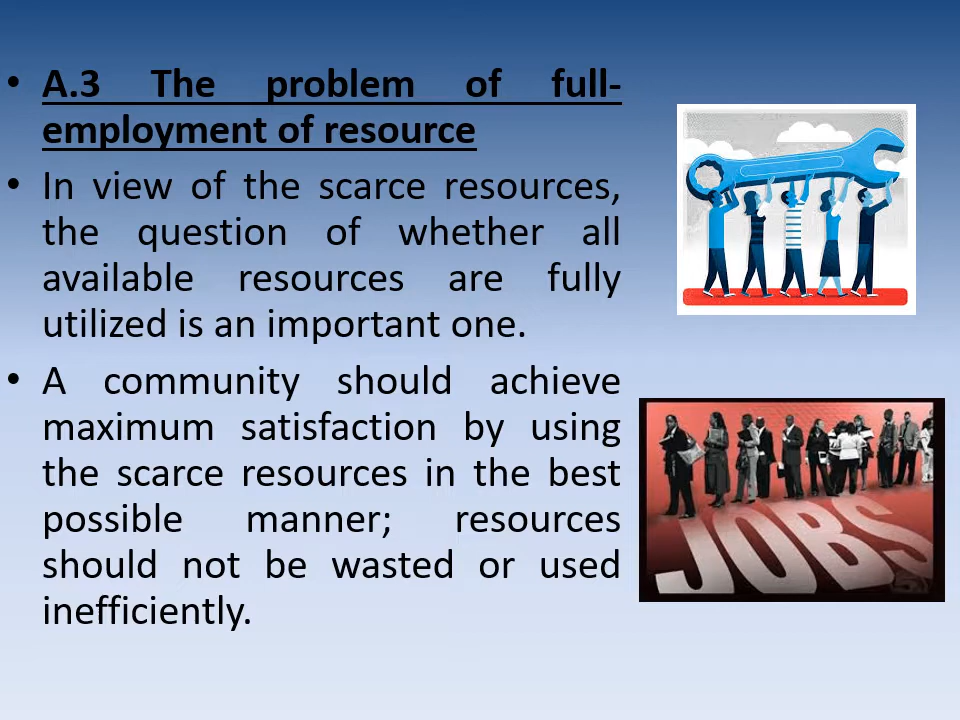 • A.3 The problem of full-
employment of resource
• In view of the scarce resources,
the question of whether all
available resources are fully
utilized is an important one.
• A community should achieve
maximum satisfaction by using
the scarce resources in the best
possible manner; resources
should not be wasted or used
inefficiently.
JOBS